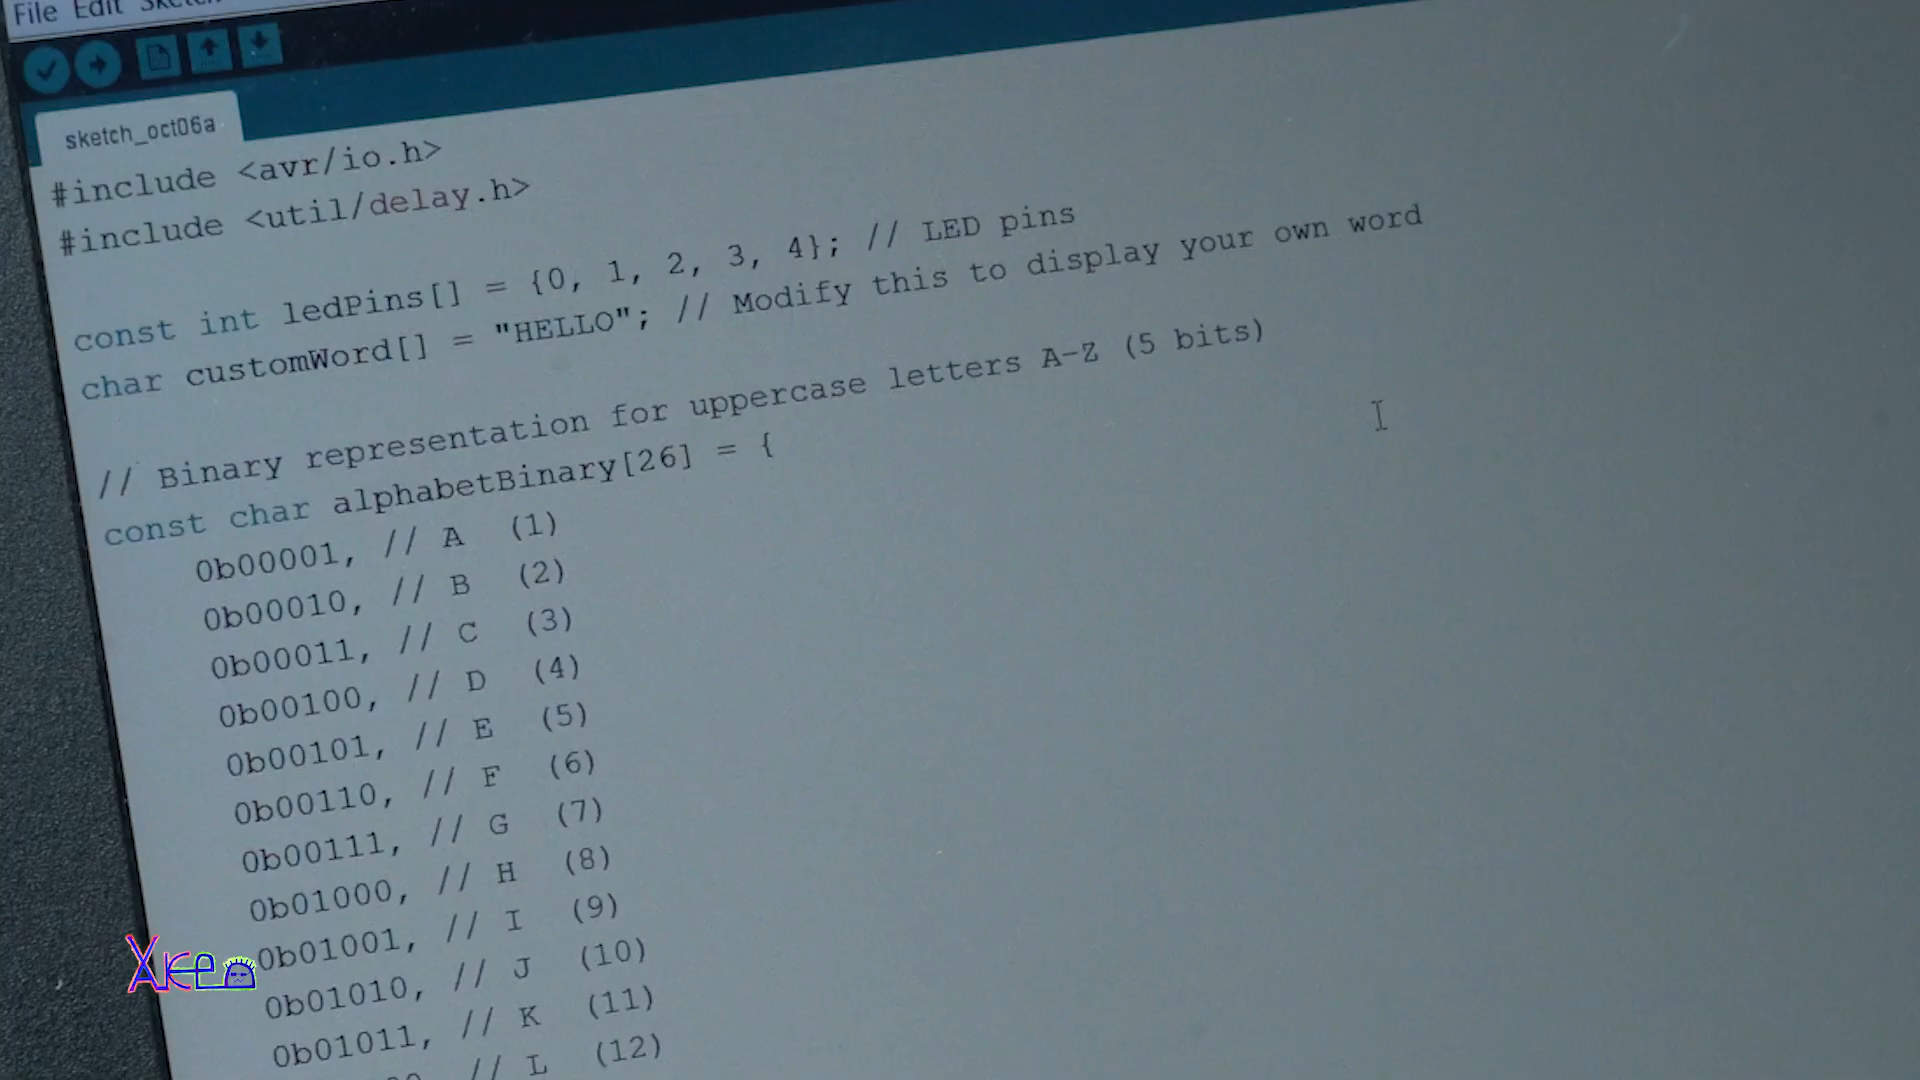 File Edit
sketch_oct06a
#include <avr/io.h>
#include <util/delay.h>
const int ledPins[] = {0, 1, 2, 3, 4}; // LED pins
char customWord[] = "HELLO"; // Modify this to display your own word
// Binary representation for uppercase letters A-Z (5 bits)
const char alphabetBinary[26] = {
0b00001, // A (1)
0b00010, // B (2)
0b00011, // C (3)
0b00100, // D (4)
0b00101, // E (5)
0b00110, // F (6)
0b00111, // G (7)
0b01000, // H (8)
0b01001, // I (9)
0b01010, // J (10)
0b01011, // K (11)
// L (12)